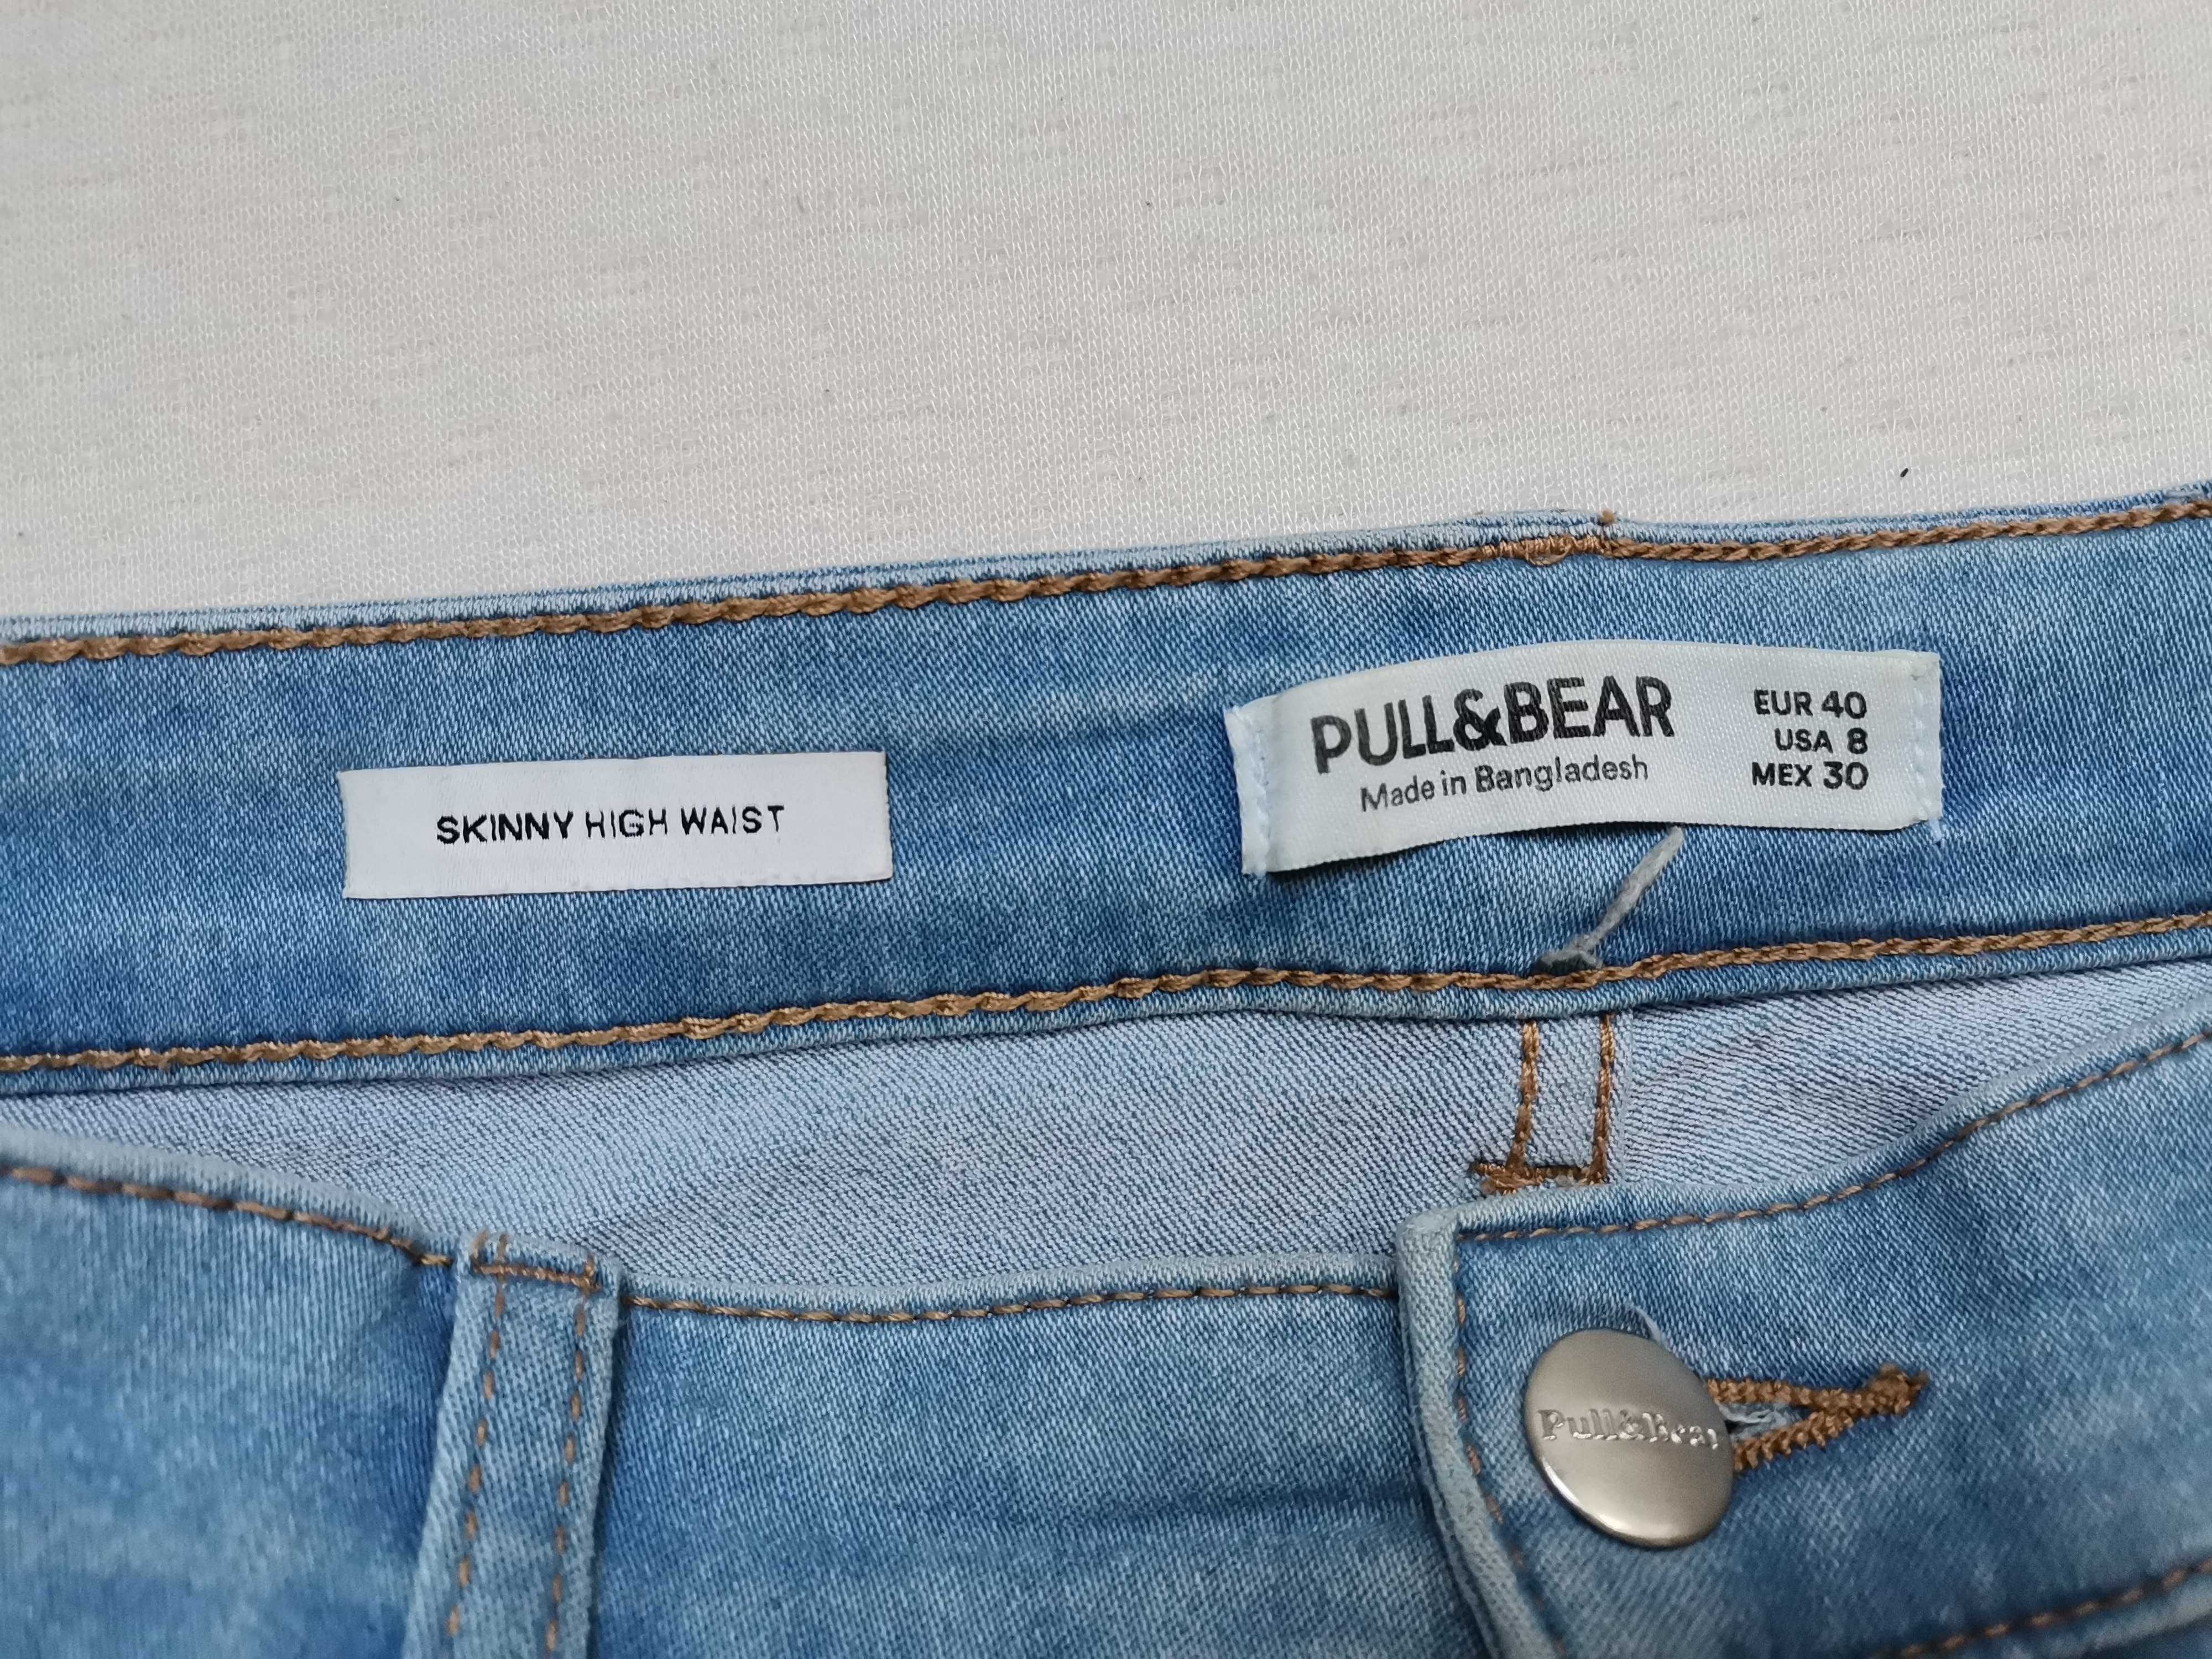 SKINNY HIGH WAIST
PULL&BEAR
Made in Bangladesh
EUR 40
USA 8
MEX 30
Pull&Bear